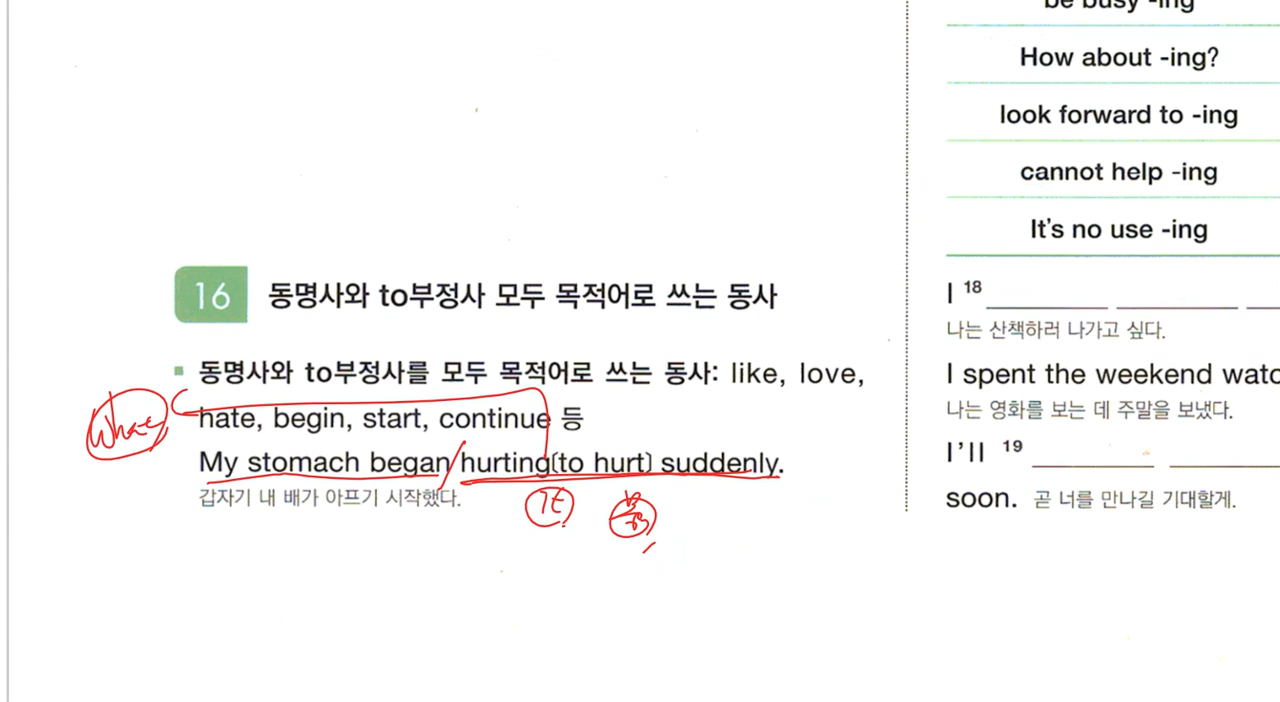 16 동명사와 to부정사 모두 목적어로 쓰는 동사
동명사와 to부정사를 모두 목적어로 쓰는 동사: like, love,
hate, begin, start, continue 등
What
My stomach began hurting(to hurt) suddenly.
갑자기 내 배가 아프기 시작했다.
be busy -ing
How about -ing?
look forward to -ing
cannot help -ing
It's no use -ing
I 18
나는 산책하러 나가고 싶다.
I spent the weekend watc
나는 영화를 보는 데 주말을 보냈다.
I'll 19
soon. 곧 너를 만나길 기대할게.